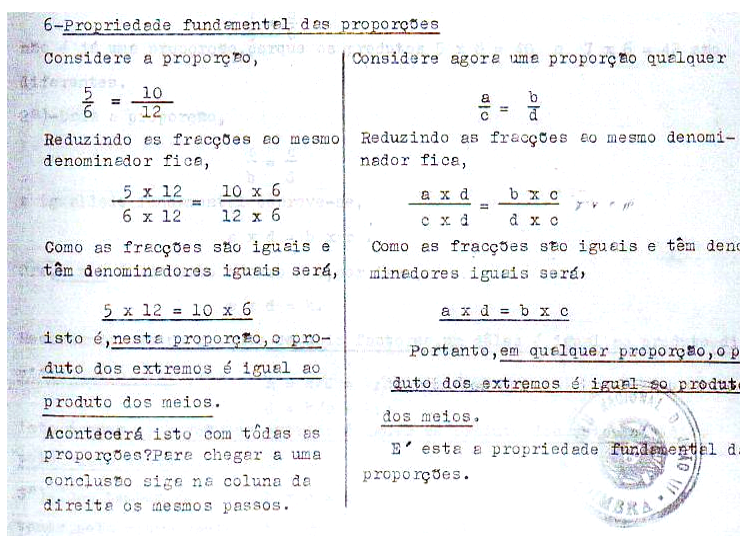 6-Propriedade fundamental das proporções
Considere a proporção,
5/6 = 10/12
Reduzindo as fracções ao mesmo
denominador fica,
5 x 12 / 6 x 12 = 10 x 6 / 12 x 6
Como as fracções são iguais e
têm denominadores iguais será,
5 x 12 = 10 x 6
isto é,nesta proporção,o pro-
duto dos extremos é igual ao
produto dos meios.
Acontecerá isto com tôdas as
proporções?Para chegar a uma
conclusão siga na coluna da
direita os mesmos passos.
Considere agora uma proporção qualquer
a/c = b/d
Reduzindo as fracções ao mesmo denomi-
nador fica,
a x d / c x d = b x c / d x c
Como as fracções são iguais e têm deno
minadores iguais será,
a x d = b x c
Portanto,em qualquer proporção,o p
duto dos extremos é igual ao produto
dos meios.
E´ esta a propriedade fundamental da
proporções.